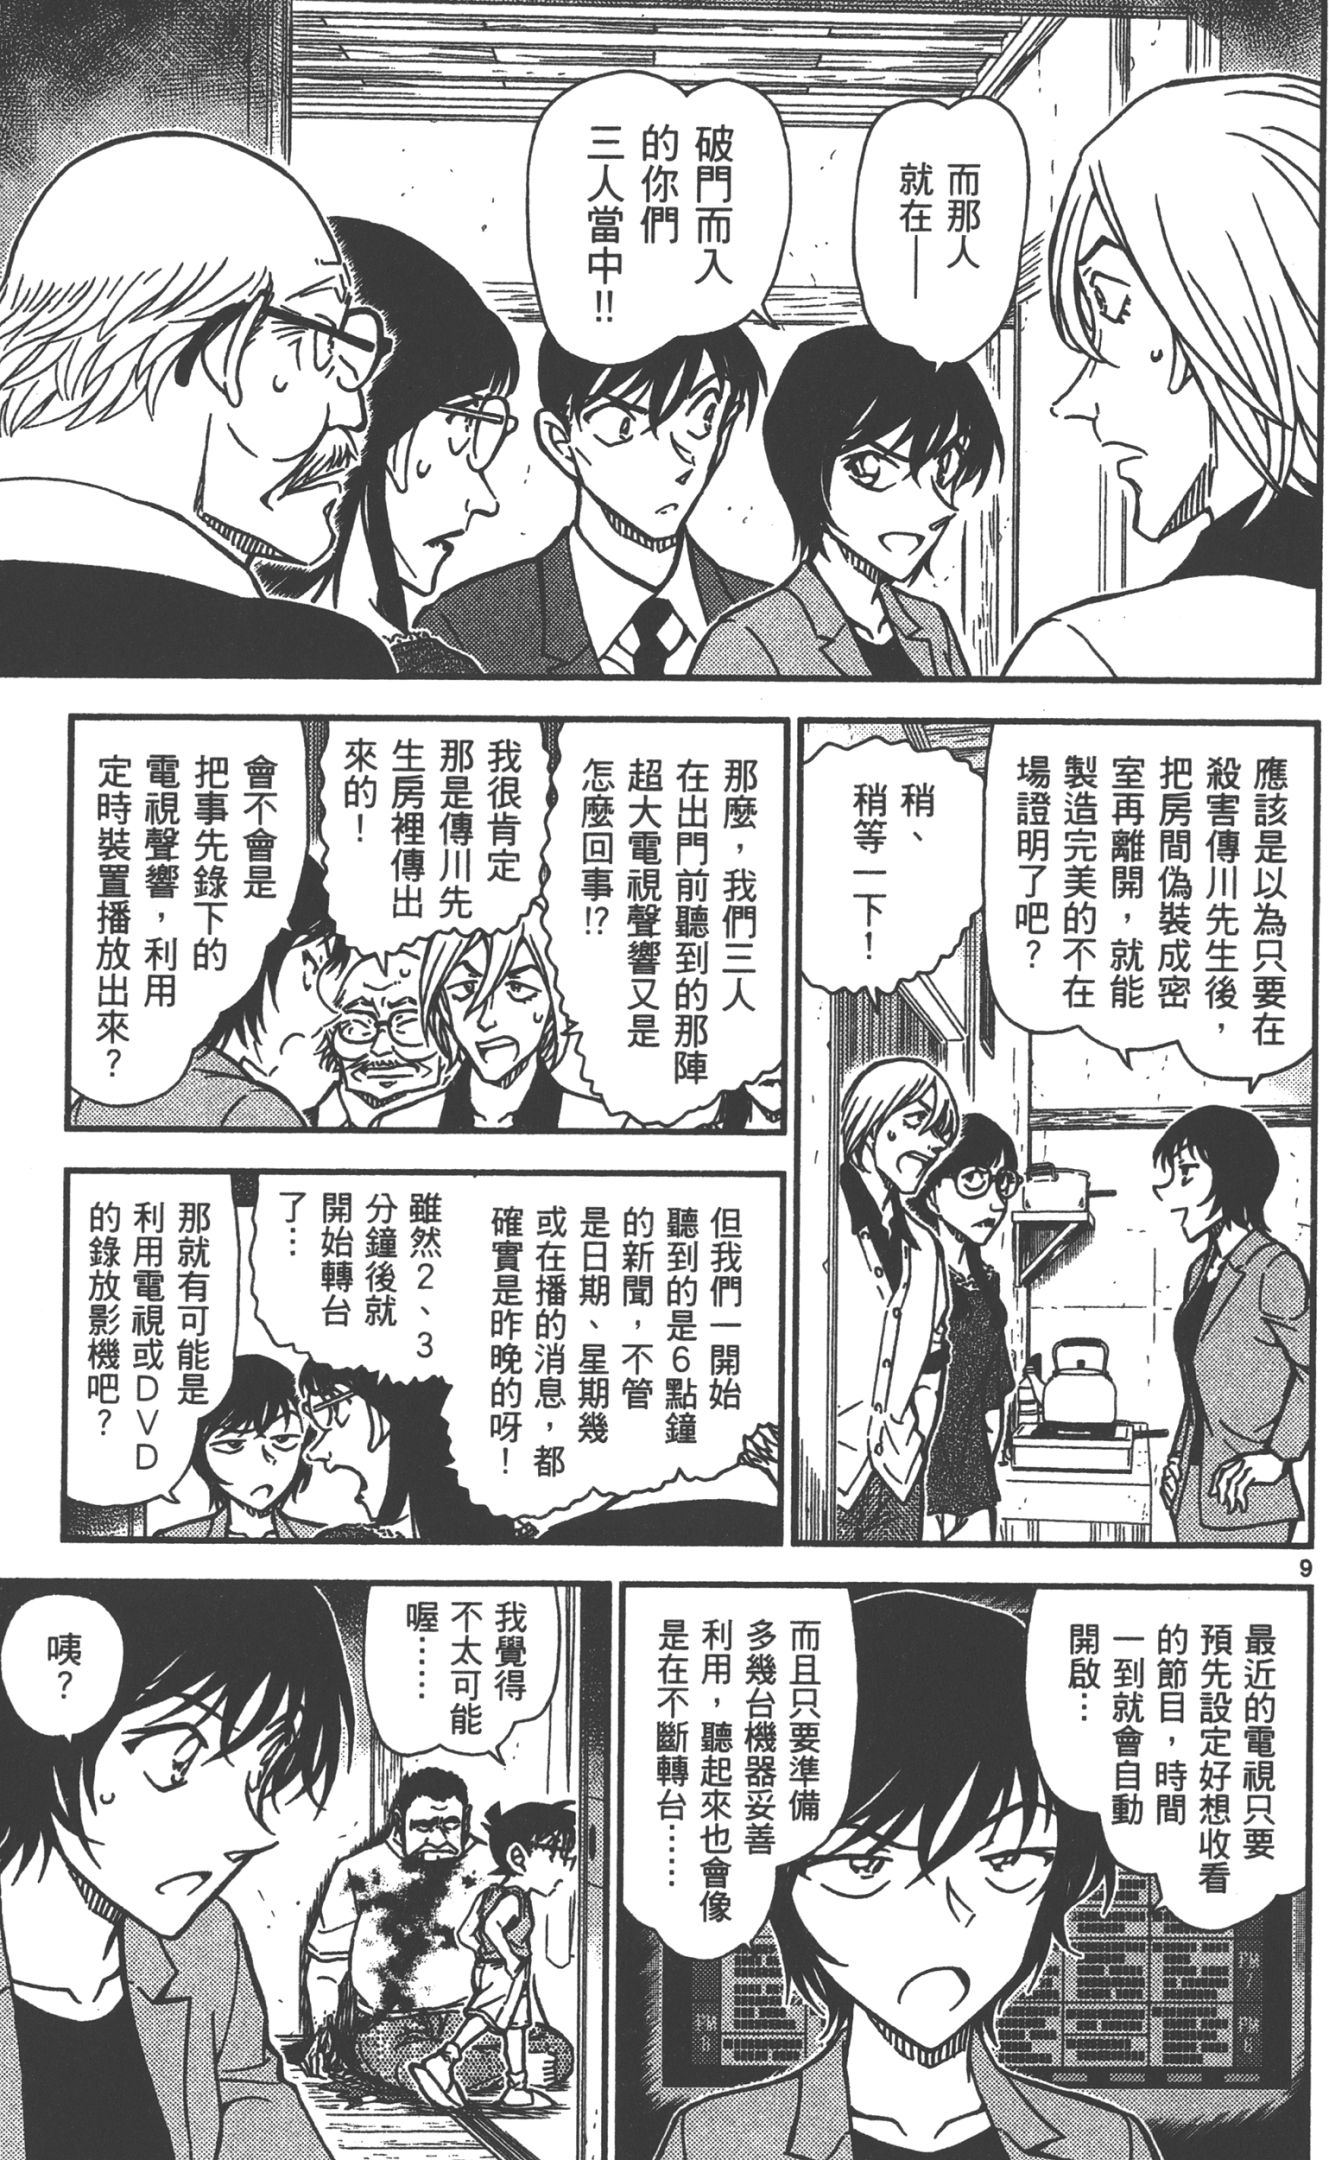 而那人
就在——
破門而入
的你們
三人當中!!
應該是以為只要在
殺害傳川先生後，
把房間偽裝成密
室再離開，就能
製造完美的不在
場證明了吧？
稍、
稍等一下！
那麼，我們三人
在出門前聽到的那陣
超大電視聲響又是
怎麼回事!?
我很肯定
那是傳川先
生房裡傳出
來的！
會不會是
把事先錄下的
電視聲響，利用
定時裝置播放出來？
但我們一開始
聽到的是6點鐘
的新聞，不管
是日期、星期幾
或在播的消息，都
確實是昨晚的呀！
雖然2、3
分鐘後就
開始轉台
了…
那就有可能是
利用電視或DVD
的錄放影機吧？
9
最近的電視只要
預先設定好想收看
的節目，時間
一到就會自動
開啟…
而且只要準備
多幾台機器妥善
利用，聽起來也會像
是在不斷轉台……
我覺得
不太可能
喔……
咦？